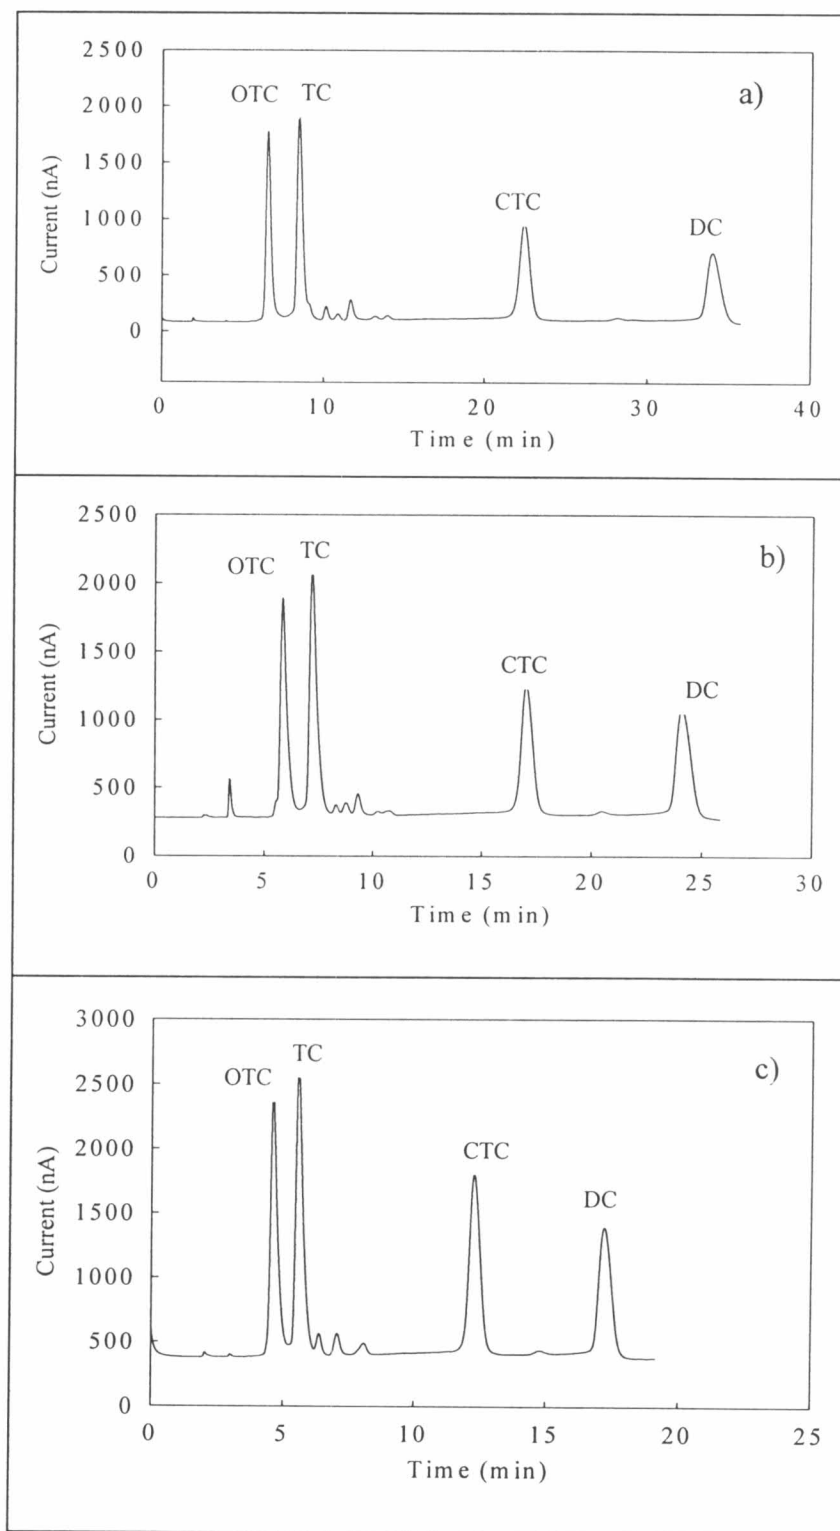 2500
a)
OTC TC
2000
1500
CTC
1000
DC
500
0
Current (nA)
0 10 20 30 40
Time (min)
2500
b)
TC
OTC
2000
1500
CTC
DC
1000
500
0
Current (nA)
0 5 10 15 20 25 30
Time (min)
3000
TC
c)
OTC
2500
2000
CTC
1500
DC
1000
500
0
Current (nA)
0 5 10 15 20 25
Time (min)